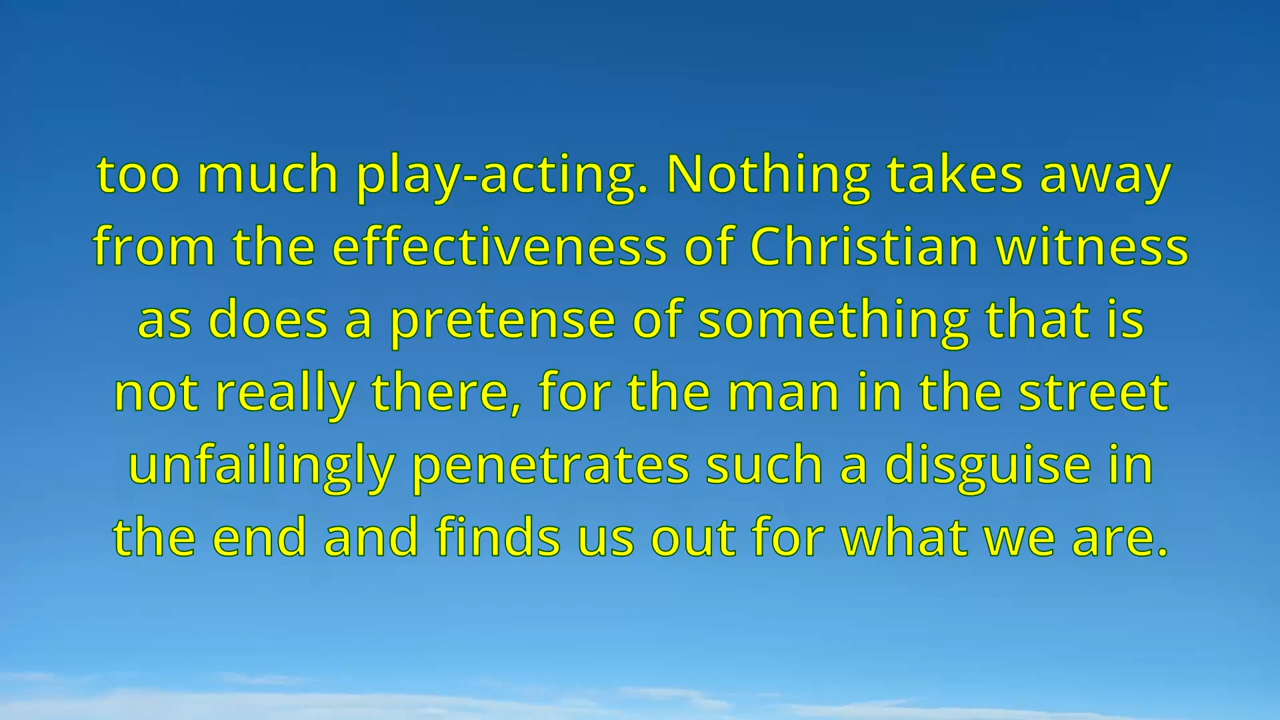 too much play-acting. Nothing takes away
from the effectiveness of Christian witness
as does a pretense of something that is
not really there, for the man in the street
unfailingly penetrates such a disguise in
the end and finds us out for what we are.